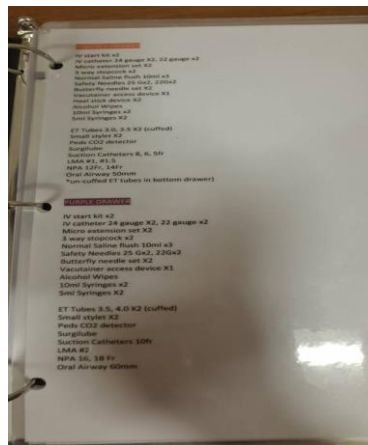 IV start kit x2
IV catheter 24 gauge X2, 22 gauge x2
Micro extension set X2
3 way stopcock x2
Normal Saline flush 10ml x3
Safety Needles 25 Gx2, 22Gx2
Butterfly needle set X2
Vacutainer access device X1
Heel stick device X2
Alcohol Wipes
10ml Syringes x2
5ml Syringes X2
ET Tubes 3.0, 3.5 X2 (cuffed)
Small stylet X2
Peds CO2 detector
Surgilube
Suction Catheters 8, 6, 5fr
LMA #1, #1.5
NPA 12Fr, 14Fr
Oral Airway 50mm
*un-cuffed ET tubes in bottom drawer)
PURPLE DRAWER
IV start kit x2
IV catheter 24 gauge X2, 22 gauge x2
Micro extension set X2
3 way stopcock X2
Normal Saline flush 10ml x3
Safety Needles 25 Gx2, 22Gx2
Butterfly needle set X2
Vacutainer access device X1
Alcohol Wipes
10ml Syringes x2
5ml Syringes X2
ET Tubes 3.5, 4.0 X2 (cuffed)
Small stylet X2
Peds CO2 detector
Surgilube
Suction Catheters 10fr
LMA #2
NPA 16, 18 Fr
Oral Airway 60mm